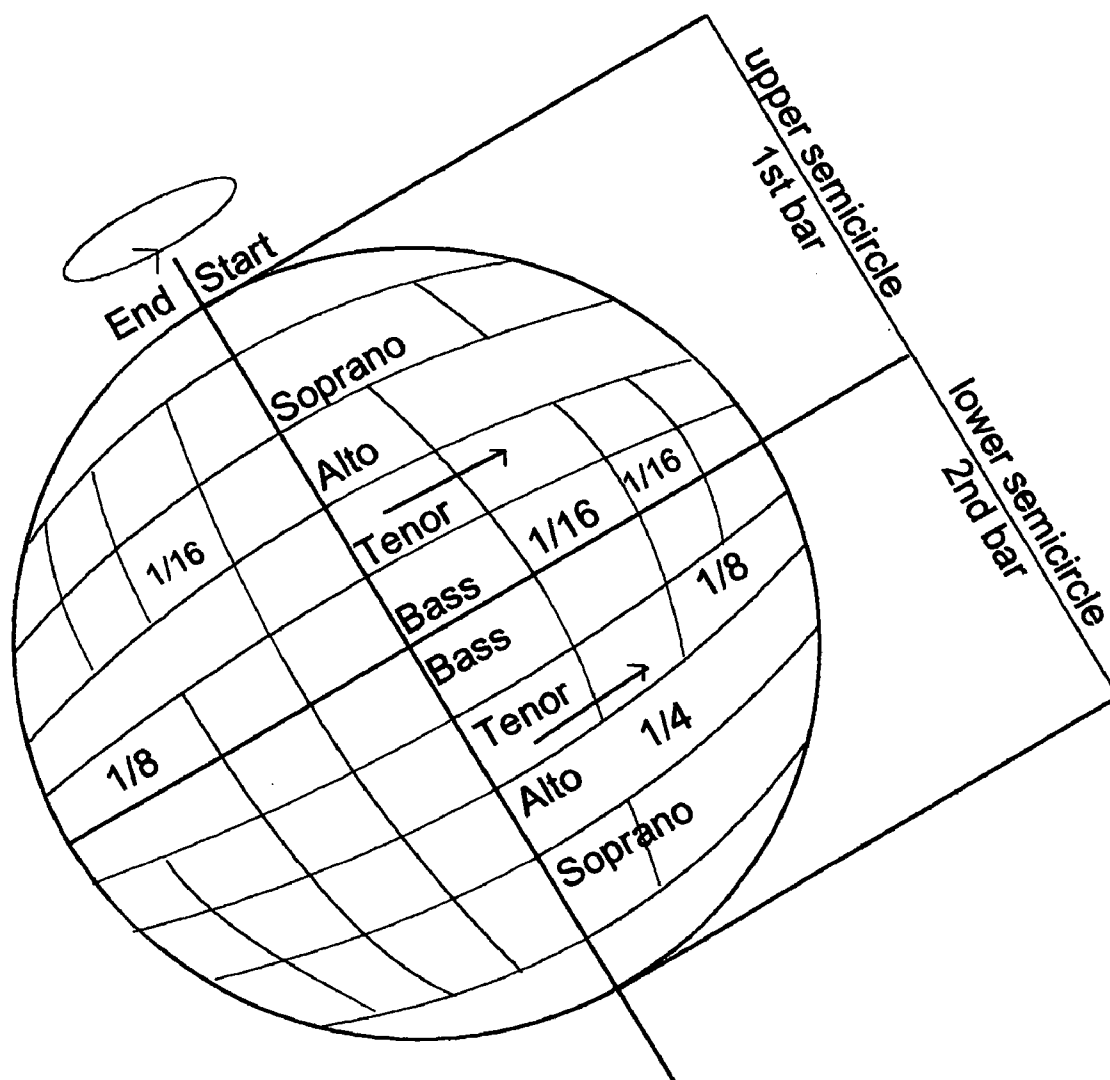 upper semicircle
1st bar
Start
End
Soprano
Alto
Tenor
1/16
1/16
1/16
Bass
lower semicircle
2nd bar
Bass
1/8
Tenor
1/4
1/8
Alto
Soprano